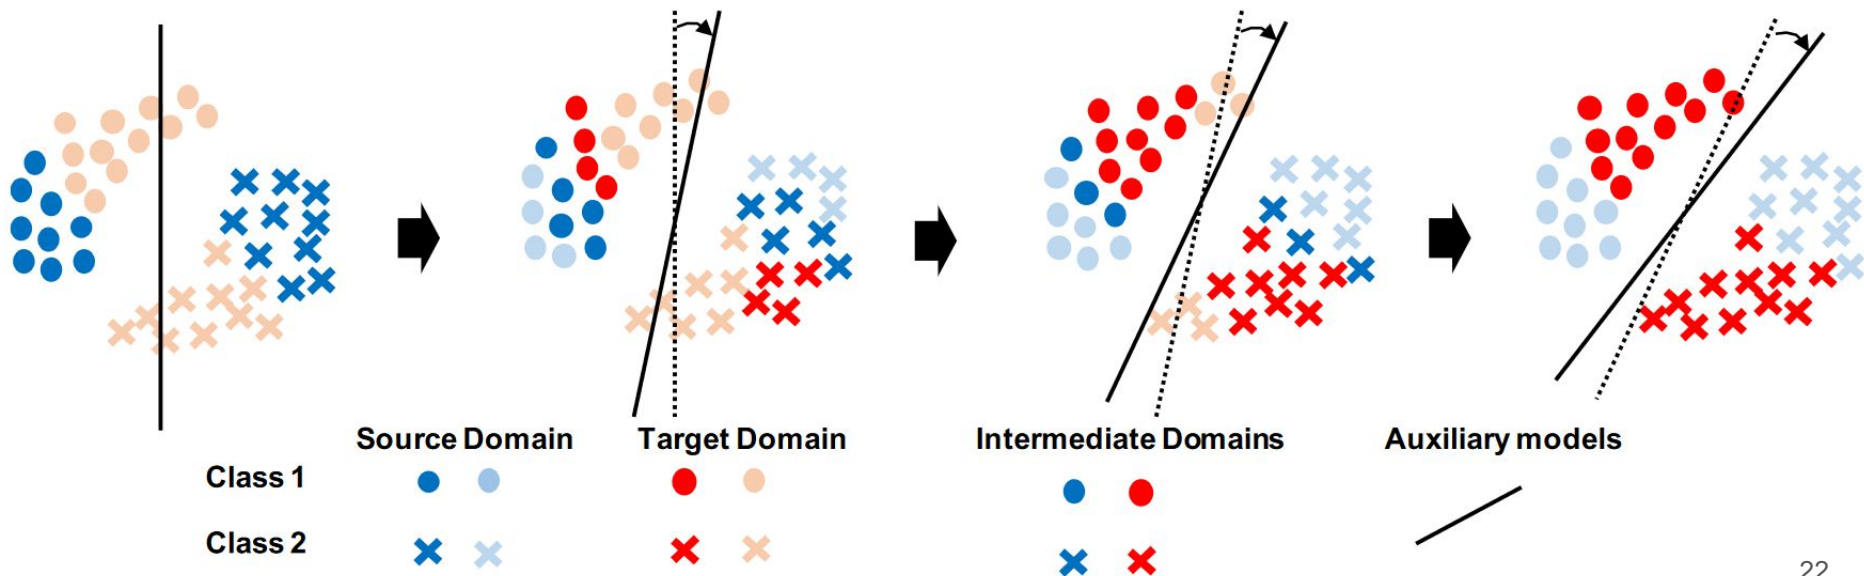 Source Domain Target Domain Intermediate Domains Auxiliary models
Class 1
Class 2
22